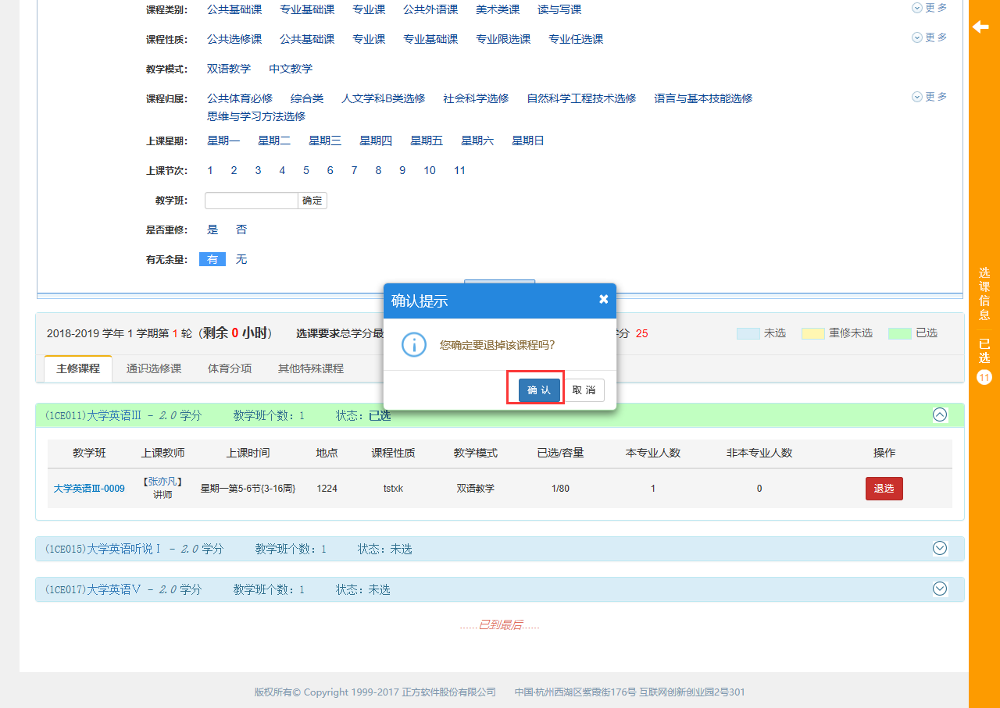 课程类别： 公共基础课 专业基础课 专业课 公共外语课 美术类课 读与写课 更 多
课程性质： 公共选修课 公共基础课 专业课 专业基础课 专业限选课 专业任选课 更 多
教学模式： 双语教学 中文教学
课程归属： 公共体育必修 综合类 人文学科B类选修 社会科学选修 自然科学工程技术选修 语言与基本技能选修 更 多
思维与学习方法选修
上课星期： 星期一 星期二 星期三 星期四 星期五 星期六 星期日
上课节次： 1 2 3 4 5 6 7 8 9 10 11
教学班： 确定
是否重修： 是 否
有无余量： 有 无
确认提示 ×
您确定要退掉该课程吗？
确 认 取 消
2018-2019 学年 1 学期第 1 轮（剩余 0 小时） 选课要求总学分最 学分 25 未选 重修未选 已选
主修课程 通识选修课 体育分项 其他特殊课程
(1CE011)大学英语Ⅲ - 2.0 学分 教学班个数：1 状态：已选
教学班 上课教师 上课时间 地点 课程性质 教学模式 已选/容量 本专业人数 非本专业人数 操作
大学英语Ⅲ-0009 【张亦凡】讲师 星期一第5-6节{3-16周} 1224 tstxk 双语教学 1/80 1 0 退选
(1CE015)大学英语听说Ⅰ - 2.0 学分 教学班个数：1 状态：未选
(1CE017)大学英语Ⅴ - 2.0 学分 教学班个数：1 状态：未选
......已到最后......
版权所有© Copyright 1999-2017 正方软件股份有限公司 中国·杭州西湖区紫霞街176号 互联网创新创业园2号301
选课信息
已选
11